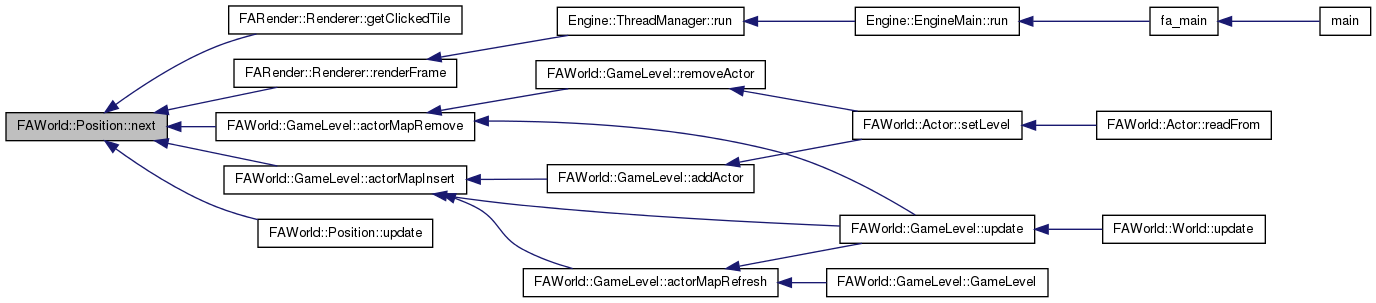 FARender::Renderer::getClickedTile
Engine::ThreadManager::run
Engine::EngineMain::run
fa_main
main
FARender::Renderer::renderFrame
FAWorld::GameLevel::removeActor
FAWorld::Position::next
FAWorld::GameLevel::actorMapRemove
FAWorld::Actor::setLevel
FAWorld::Actor::readFrom
FAWorld::GameLevel::actorMapInsert
FAWorld::GameLevel::addActor
FAWorld::Position::update
FAWorld::GameLevel::update
FAWorld::World::update
FAWorld::GameLevel::actorMapRefresh
FAWorld::GameLevel::GameLevel